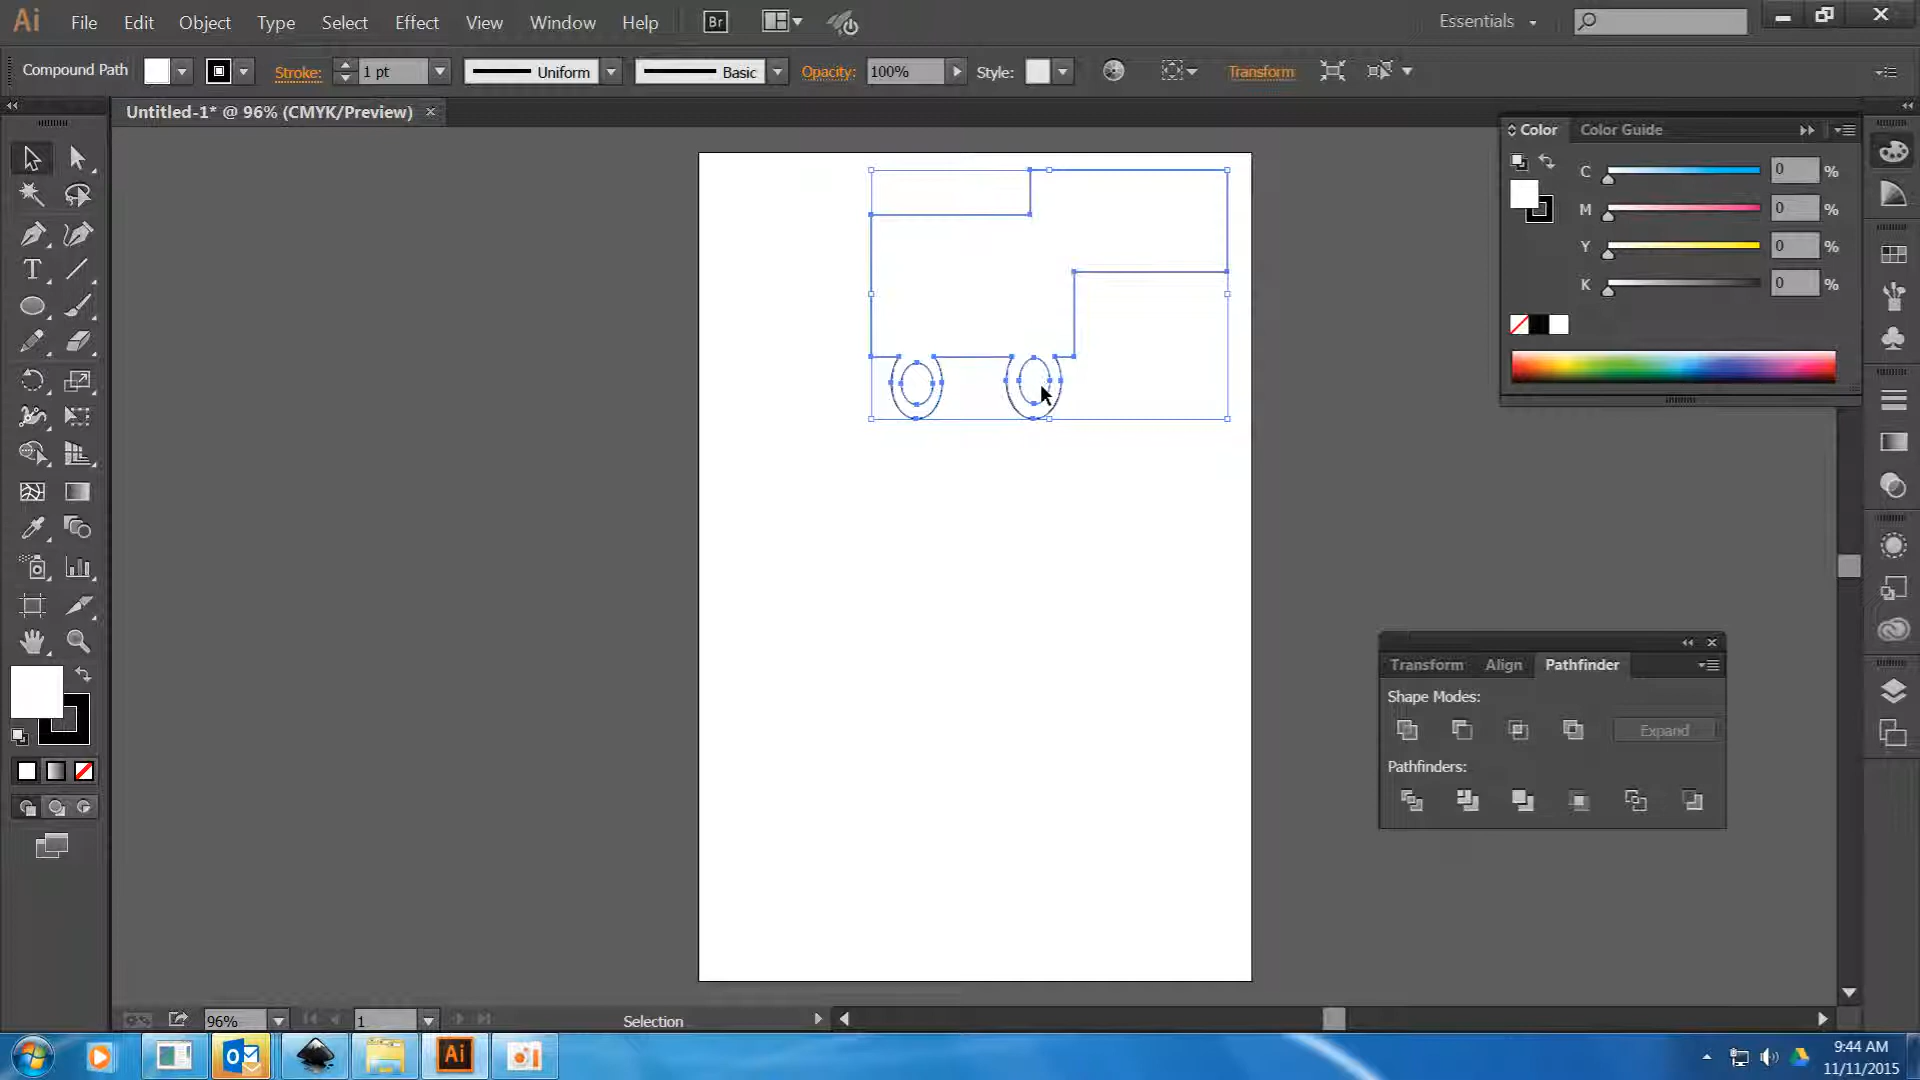 Ai File Edit Object Type Select Effect View Window Help Br Essentials
Compound Path Stroke: 1 pt Uniform Basic Opacity: 100% Style: Transform
Untitled-1* @ 96% (CMYK/Preview) ×
Color Color Guide
C 0 %
M 0 %
Y 0 %
K 0 %
T
Transform Align Pathfinder
Shape Modes:
Expand
Pathfinders:
96% 1 Selection
Ai
9:44 AM
11/11/2015